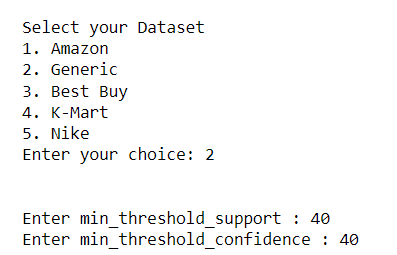 Select your Dataset
1. Amazon
2. Generic
3. Best Buy
4. K-Mart
5. Nike
Enter your choice: 2
Enter min_threshold_support : 40
Enter min_threshold_confidence : 40